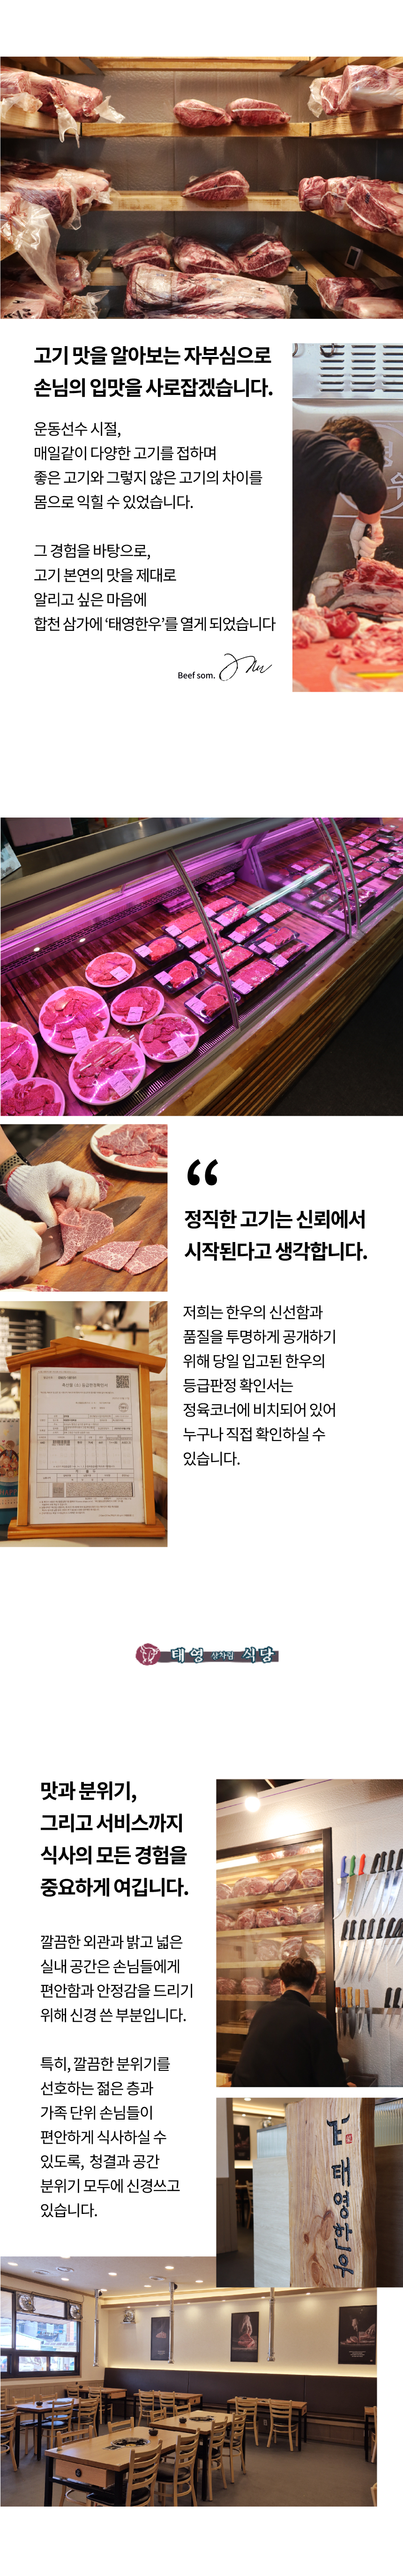 고기 맛을 알아보는 자부심으로
손님의 입맛을 사로잡겠습니다.
운동선수 시절,
매일같이 다양한 고기를 접하며
좋은 고기와 그렇지 않은 고기의 차이를
몸으로 익힐 수 있었습니다.
그 경험을 바탕으로,
고기 본연의 맛을 제대로
알리고 싶은 마음에
합천 삼가에 ‘태영한우’를 열게 되었습니다
Beef som.
“
정직한 고기는 신뢰에서
시작된다고 생각합니다.
저희는 한우의 신선함과
품질을 투명하게 공개하기
위해 당일 입고된 한우의
등급판정 확인서는
정육코너에 비치되어 있어
누구나 직접 확인하실 수
있습니다.
태영 상차림 식당
맛과 분위기,
그리고 서비스까지
식사의 모든 경험을
중요하게 여깁니다.
깔끔한 외관과 밝고 넓은
실내 공간은 손님들에게
편안함과 안정감을 드리기
위해 신경 쓴 부분입니다.
특히, 깔끔한 분위기를
선호하는 젊은 층과
가족 단위 손님들이
편안하게 식사하실 수
있도록, 청결과 공간
분위기 모두에 신경쓰고
있습니다.
태영한우